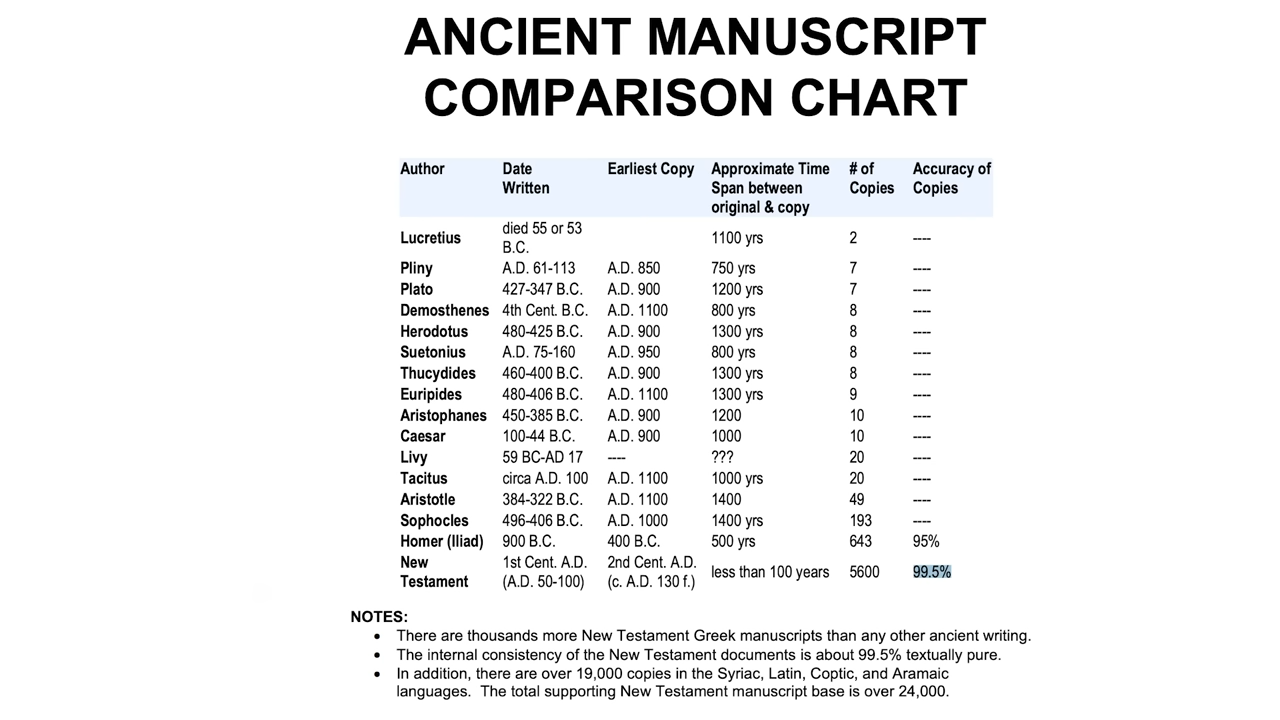 ANCIENT MANUSCRIPT
COMPARISON CHART
Author Date Written Earliest Copy Approximate Time Span between original & copy # of Copies Accuracy of Copies
Lucretius died 55 or 53 B.C. 1100 yrs 2 ----
Pliny A.D. 61-113 A.D. 850 750 yrs 7 ----
Plato 427-347 B.C. A.D. 900 1200 yrs 7 ----
Demosthenes 4th Cent. B.C. A.D. 1100 800 yrs 8 ----
Herodotus 480-425 B.C. A.D. 900 1300 yrs 8 ----
Suetonius A.D. 75-160 A.D. 950 800 yrs 8 ----
Thucydides 460-400 B.C. A.D. 900 1300 yrs 8 ----
Euripides 480-406 B.C. A.D. 1100 1300 yrs 9 ----
Aristophanes 450-385 B.C. A.D. 900 1200 10 ----
Caesar 100-44 B.C. A.D. 900 1000 10 ----
Livy 59 BC-AD 17 ---- ??? 20 ----
Tacitus circa A.D. 100 A.D. 1100 1000 yrs 20 ----
Aristotle 384-322 B.C. A.D. 1100 1400 49 ----
Sophocles 496-406 B.C. A.D. 1000 1400 yrs 193 ----
Homer (Iliad) 900 B.C. 400 B.C. 500 yrs 643 95%
New Testament 1st Cent. A.D. (A.D. 50-100) 2nd Cent. A.D. (c. A.D. 130 f.) less than 100 years 5600 99.5%
NOTES:
• There are thousands more New Testament Greek manuscripts than any other ancient writing.
• The internal consistency of the New Testament documents is about 99.5% textually pure.
• In addition, there are over 19,000 copies in the Syriac, Latin, Coptic, and Aramaic
languages. The total supporting New Testament manuscript base is over 24,000.